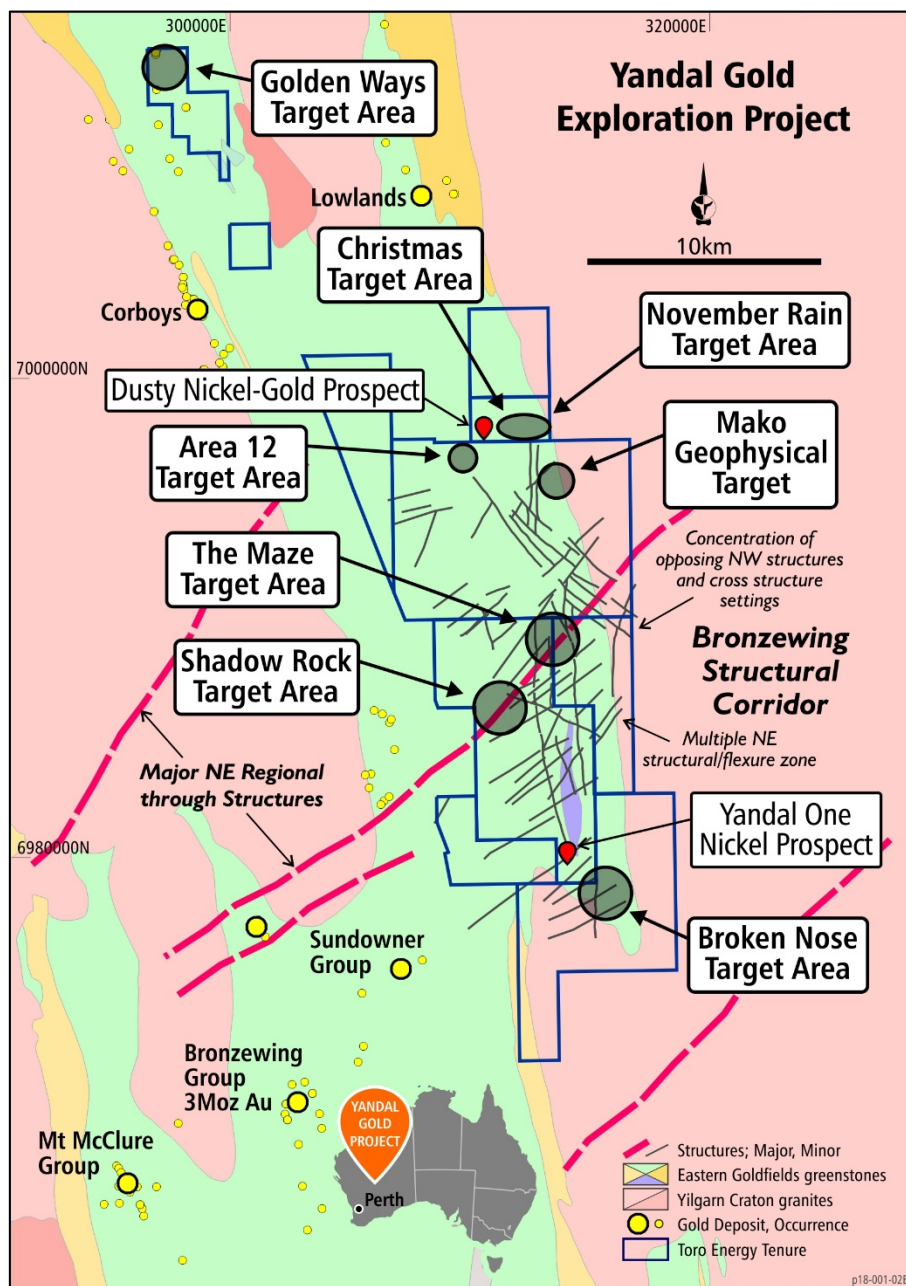 300000E
320000E
Golden Ways
Target Area
Yandal Gold
Exploration Project
Lowlands
10km
Christmas
Target Area
Corboys
November Rain
Target Area
7000000N
Dusty Nickel-Gold Prospect
Area 12
Target Area
Mako
Geophysical
Target
Concentration of
opposing NW structures
and cross structure
settings
The Maze
Target Area
Bronzewing
Structural
Corridor
Shadow Rock
Target Area
Multiple NE
structural/flexure zone
Major NE Regional
through Structures
Yandal One
Nickel Prospect
6980000N
Broken Nose
Target Area
Sundowner
Group
Bronzewing
Group
3Moz Au
Mt McClure
Group
YANDAL
GOLD
PROJECT
Perth
Structures; Major, Minor
Eastern Goldfields greenstones
Yilgarn Craton granites
Gold Deposit, Occurrence
Toro Energy Tenure